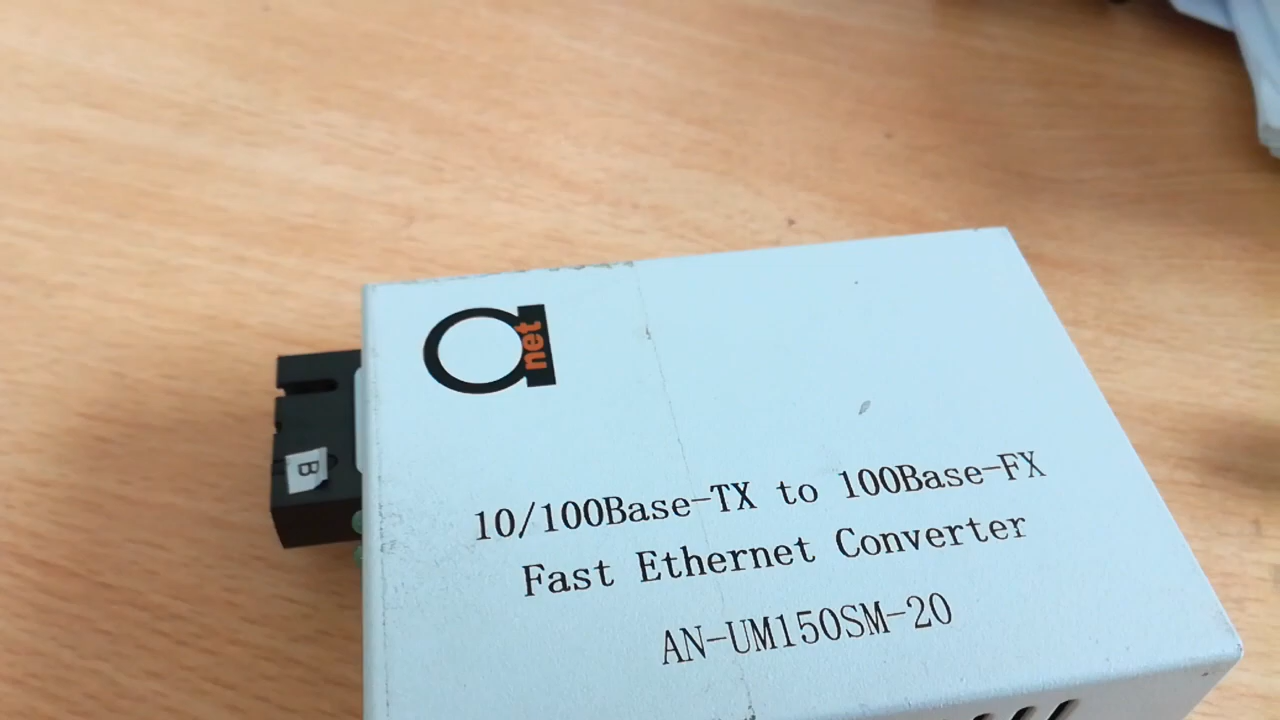 a net
10/100Base-TX to 100Base-FX
Fast Ethernet Converter
AN-UM150SM-20
B